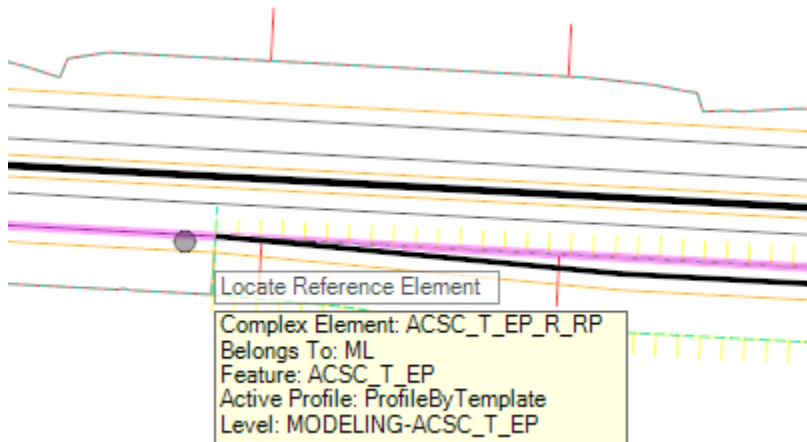 Locate Reference Element
Complex Element: ACSC_T_EP_R_RP
Belongs To: ML
Feature: ACSC_T_EP
Active Profile: ProfileByTemplate
Level: MODELING-ACSC_T_EP